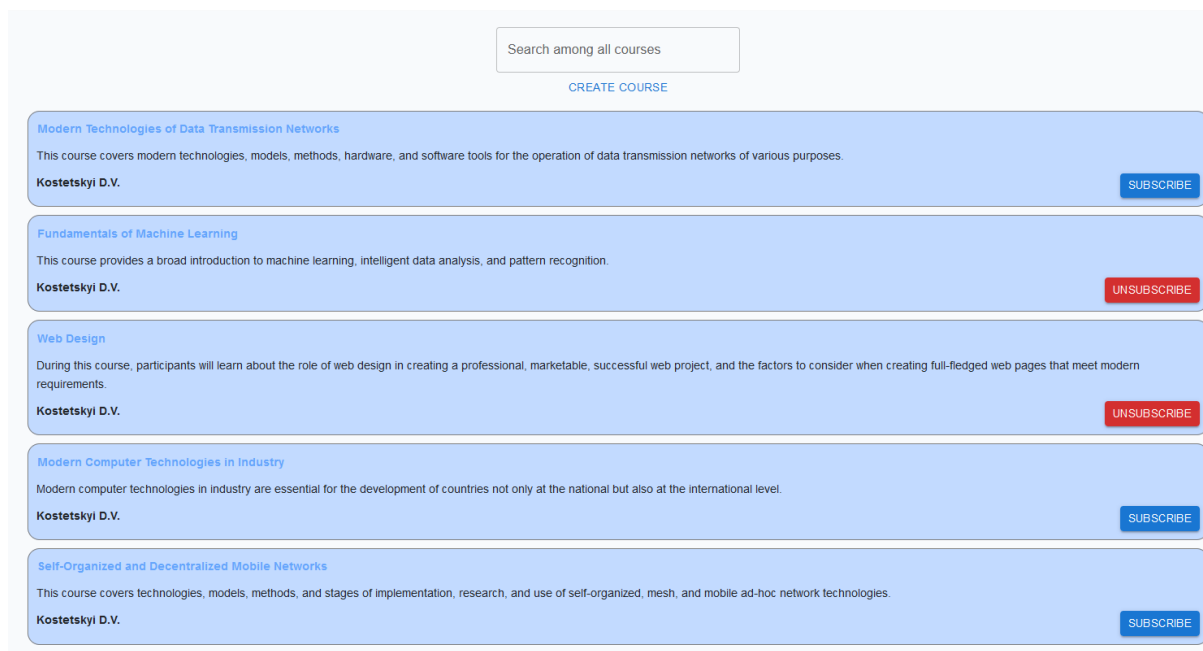 Search among all courses
CREATE COURSE
Modern Technologies of Data Transmission Networks
This course covers modern technologies, models, methods, hardware, and software tools for the operation of data transmission networks of various purposes.
Kostetskyi D.V.
SUBSCRIBE
Fundamentals of Machine Learning
This course provides a broad introduction to machine learning, intelligent data analysis, and pattern recognition.
Kostetskyi D.V.
UNSUBSCRIBE
Web Design
During this course, participants will learn about the role of web design in creating a professional, marketable, successful web project, and the factors to consider when creating full-fledged web pages that meet modern
requirements.
Kostetskyi D.V.
UNSUBSCRIBE
Modern Computer Technologies in Industry
Modern computer technologies in industry are essential for the development of countries not only at the national but also at the international level.
Kostetskyi D.V.
SUBSCRIBE
Self-Organized and Decentralized Mobile Networks
This course covers technologies, models, methods, and stages of implementation, research, and use of self-organized, mesh, and mobile ad-hoc network technologies.
Kostetskyi D.V.
SUBSCRIBE